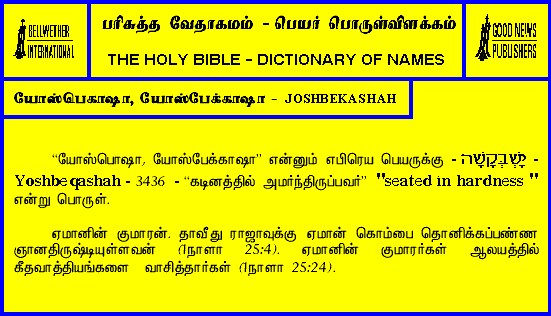 BELLWETHER
INTERNATIONAL
பரிசுத்த வேதாகமம் - பெயர் பொருள்விளக்கம்
THE HOLY BIBLE - DICTIONARY OF NAMES
GOOD NEWS
PUBLISHERS
யோஸ்பெகாஷா, யோஸ்பேக்காஷா - JOSHBEKASHAH
“யோஸ்பொஷா, யோஸ்பேக்காஷா” என்னும் எபிரெய பெயருக்கு - יָשְׁבְּקָשָׁה -
Yoshbeqashah - 3436 - “கடினத்தில் அமர்ந்திருப்பவர்” "seated in hardness "
என்று பொருள்.
ஏமானின் குமாரன். தாவீது ராஜாவுக்கு ஏமான் கொம்பை தொனிக்கப்பண்ண
ஞானதிருஷ்டியுள்ளவன் (1நாளா 25:4). ஏமானின் குமாரர்கள் ஆலயத்தில்
கீதவாத்தியங்களை வாசித்தார்கள் (1நாளா 25:24).